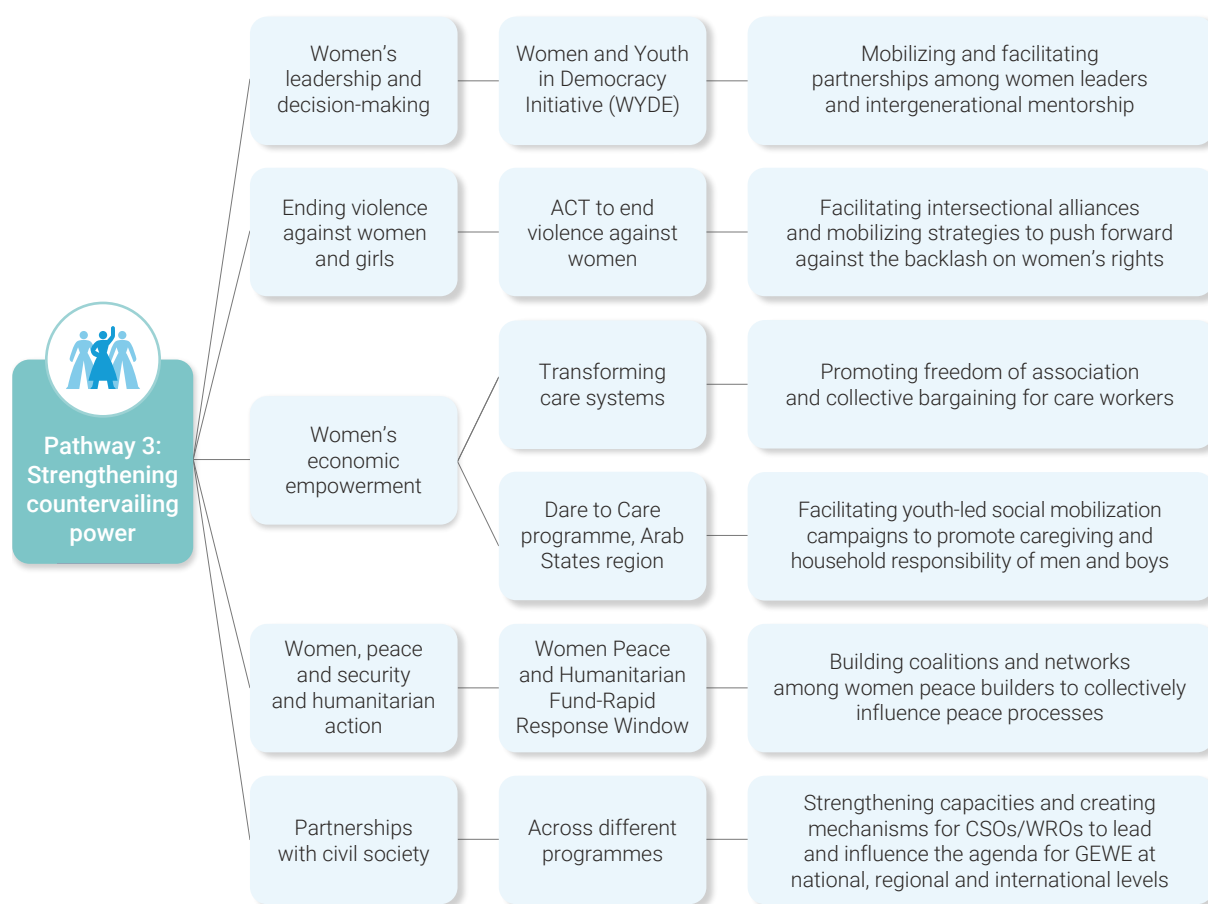 Women's
leadership and
decision-making
Women and Youth
in Democracy
Initiative (WYDE)
Mobilizing and facilitating
partnerships among women leaders
and intergenerational mentorship
Ending violence
against women
and girls
ACT to end
violence against
women
Facilitating intersectional alliances
and mobilizing strategies to push forward
against the backlash on women's rights
Pathway 3:
Strengthening
countervailing
power
Women's
economic
empowerment
Transforming
care systems
Promoting freedom of association
and collective bargaining for care workers
Dare to Care
programme, Arab
States region
Facilitating youth-led social mobilization
campaigns to promote caregiving and
household responsibility of men and boys
Women, peace
and security
and humanitarian
action
Women Peace
and Humanitarian
Fund-Rapid
Response Window
Building coalitions and networks
among women peace builders to collectively
influence peace processes
Partnerships
with civil society
Across different
programmes
Strengthening capacities and creating
mechanisms for CSOs/WROs to lead
and influence the agenda for GEWE at
national, regional and international levels